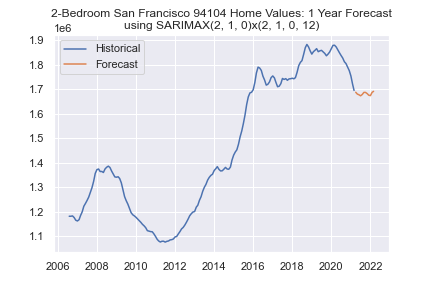 2-Bedroom San Francisco 94104 Home Values: 1 Year Forecast
using SARIMAX(2, 1, 0)x(2, 1, 0, 12)
1e6
Historical
Forecast
1.9
1.8
1.7
1.6
1.5
1.4
1.3
1.2
1.1
2006 2008 2010 2012 2014 2016 2018 2020 2022